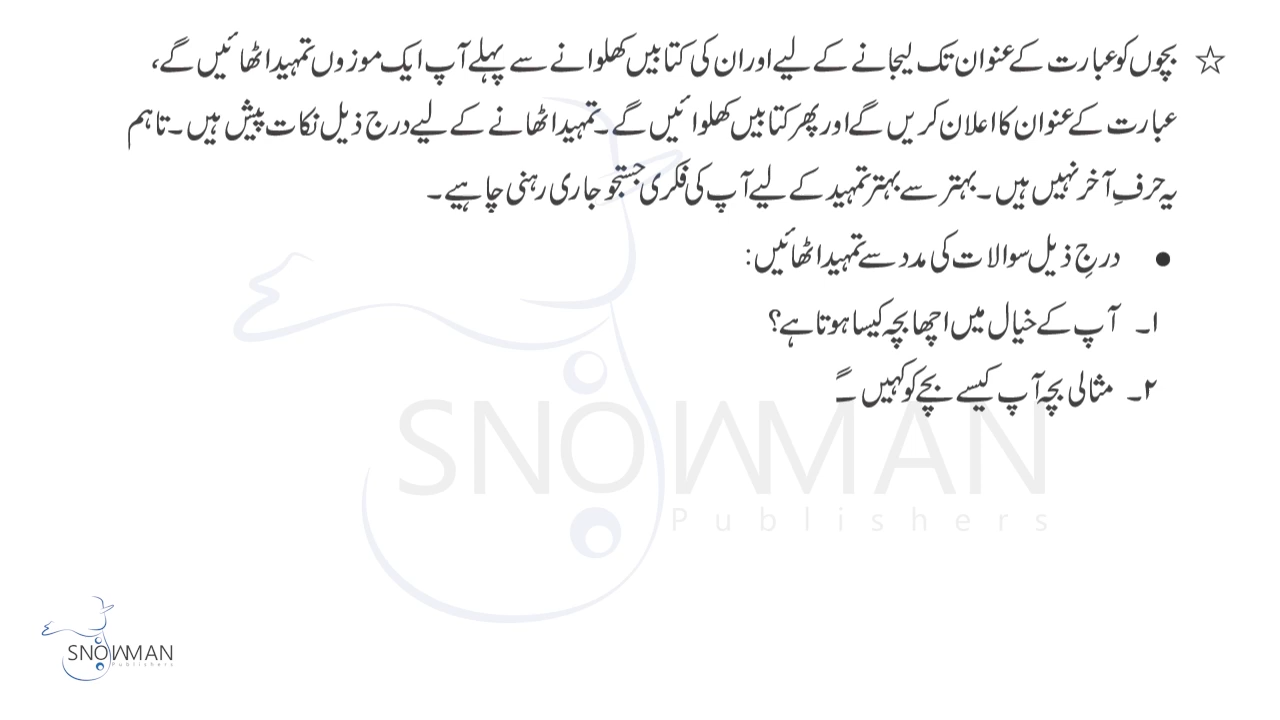 ☆ بچوں کو عبارت کے عنوان تک لیجانے کے لیے اور ان کی کتابیں کھلوانے سے پہلے آپ ایک موزوں تمہید اٹھائیں گے،
عبارت کے عنوان کا اعلان کریں گے اور پھر کتابیں کھلوائیں گے۔ تمہید اٹھانے کے لیے درج ذیل نکات پیش ہیں۔ تاہم
یہ حرفِ آخر نہیں ہیں۔ بہتر سے بہتر تمہید کے لیے آپ کی فکری جستجو جاری رہنی چاہیے۔
● درجِ ذیل سوالات کی مدد سے تمہید اٹھائیں:
۱۔ آپ کے خیال میں اچھا بچہ کیسا ہوتا ہے؟
۲۔ مثالی بچہ آپ کیسے بچے کو کہیں گے
SNOWMAN
Publishers
SNOWMAN
Publishers